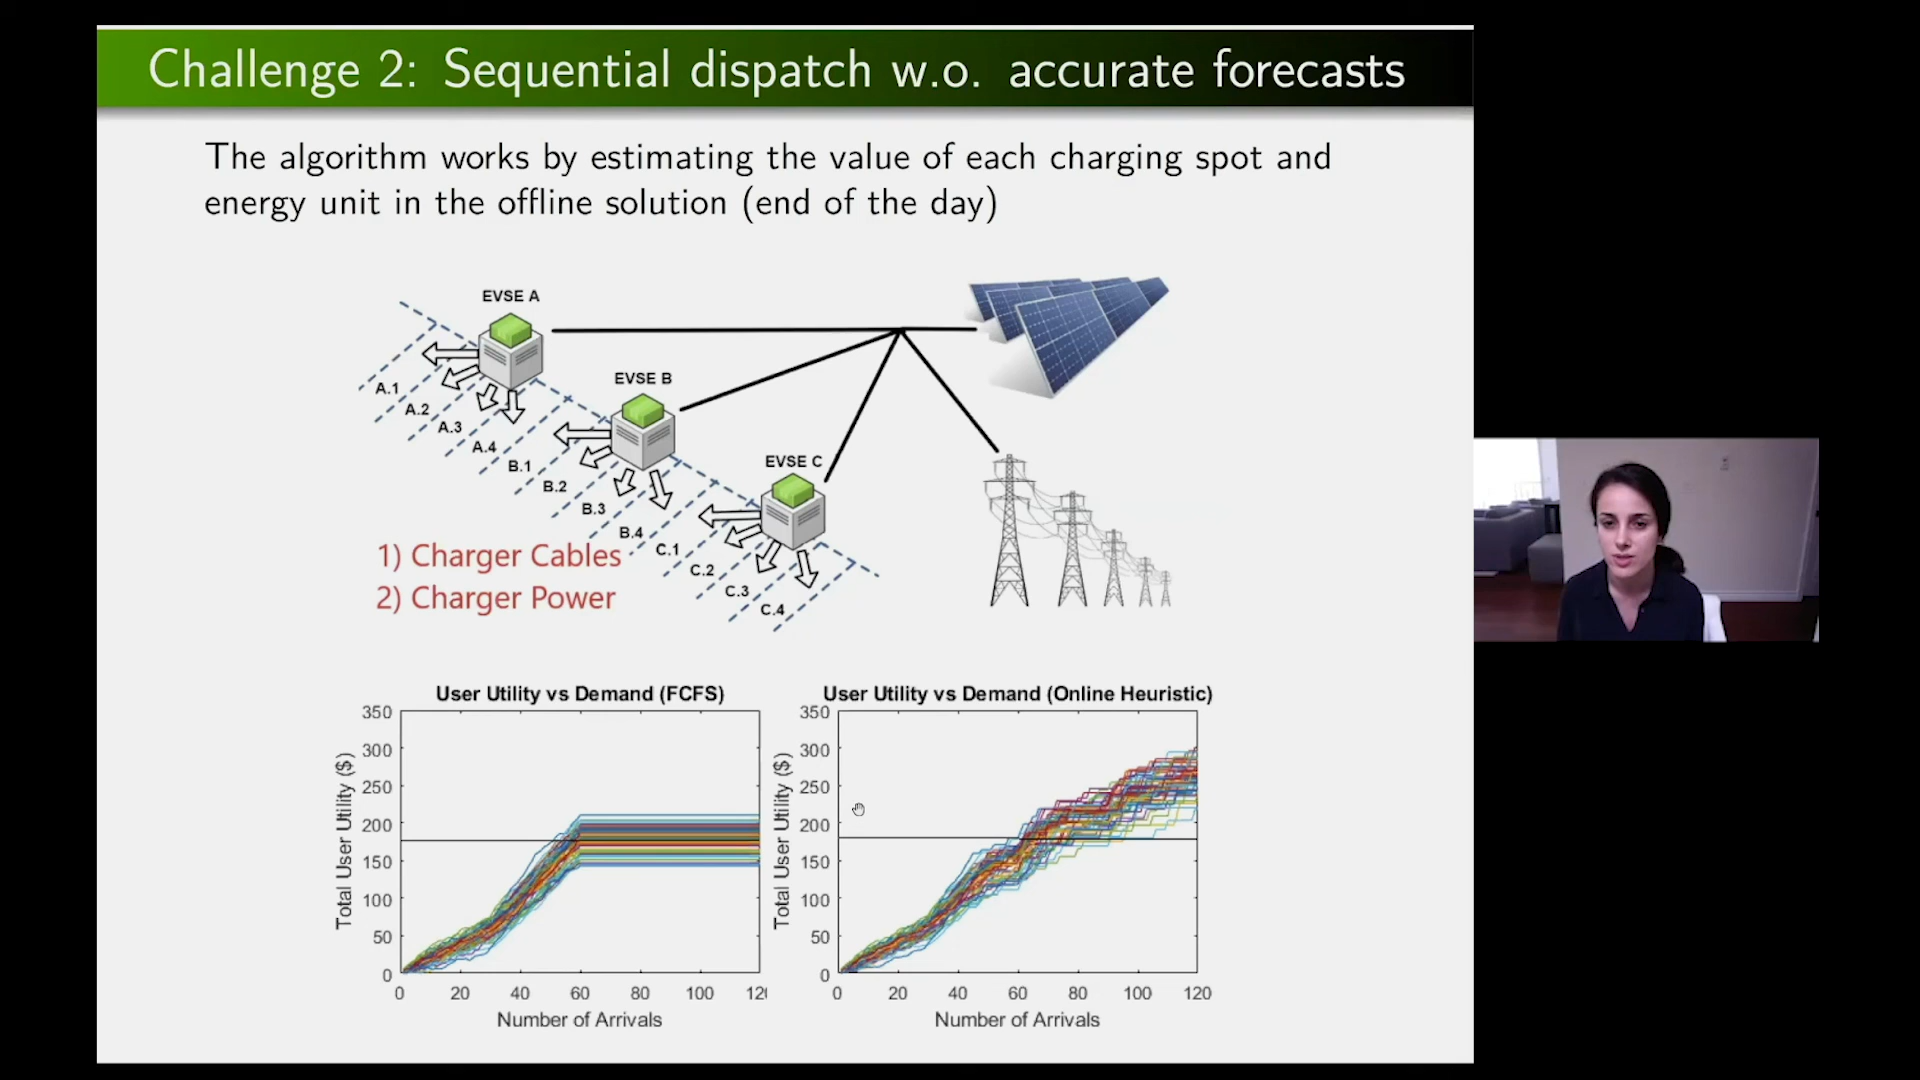 Challenge 2: Sequential dispatch w.o. accurate forecasts
The algorithm works by estimating the value of each charging spot and
energy unit in the offline solution (end of the day)
EVSE A
EVSE B
EVSE C
A.1
A.2
A.3
A.4
B.1
B.2
B.3
B.4
C.1
C.2
C.3
C.4
1) Charger Cables
2) Charger Power
User Utility vs Demand (FCFS)
Total User Utility ($)
350
300
250
200
150
100
50
0
0 20 40 60 80 100 12
Number of Arrivals
User Utility vs Demand (Online Heuristic)
Total User Utility ($)
350
300
250
200
150
100
50
0
0 20 40 60 80 100 120
Number of Arrivals